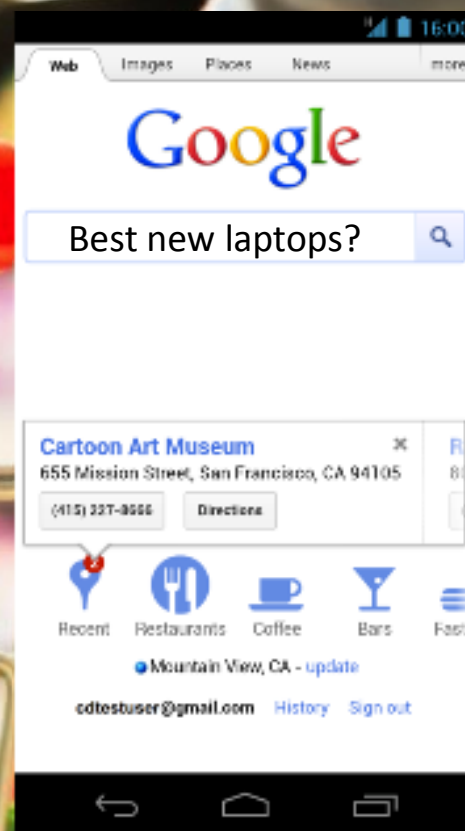 16:00
Web Images Places News more
Google
Best new laptops?
Cartoon Art Museum
655 Mission Street, San Francisco, CA 94105
(415) 227-8666 Directions
Recent Restaurants Coffee Bars Fast
Mountain View, CA - update
cdtestuser@gmail.com History Sign out